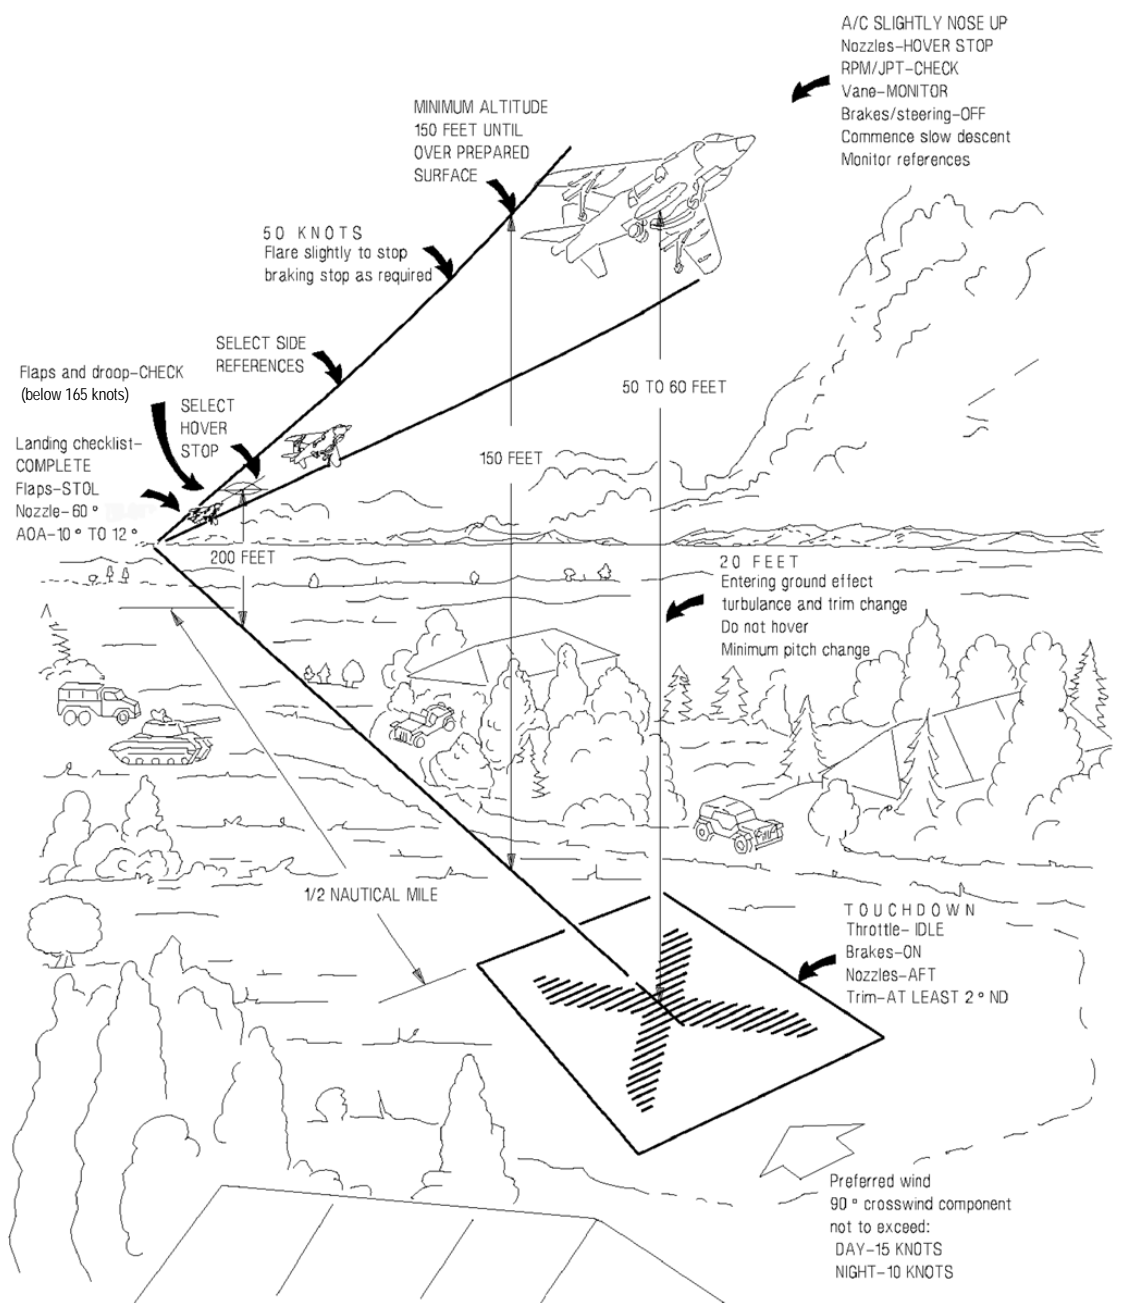 A/C SLIGHTLY NOSE UP
Nozzles-HOVER STOP
RPM/JPT-CHECK
Vane-MONITOR
Brakes/steering-OFF
Commence slow descent
Monitor references
MINIMUM ALTITUDE
150 FEET UNTIL
OVER PREPARED
SURFACE
50 KNOTS
Flare slightly to stop
braking stop as required
SELECT SIDE
REFERENCES
Flaps and droop-CHECK
(below 165 knots)
SELECT
HOVER
STOP
Landing checklist-
COMPLETE
Flaps-STOL
Nozzle-60°
AOA-10° TO 12°
50 TO 60 FEET
150 FEET
200 FEET
20 FEET
Entering ground effect
turbulance and trim change
Do not hover
Minimum pitch change
1/2 NAUTICAL MILE
TOUCHDOWN
Throttle- IDLE
Brakes-ON
Nozzles-AFT
Trim-AT LEAST 2° ND
Preferred wind
90° crosswind component
not to exceed:
DAY-15 KNOTS
NIGHT-10 KNOTS